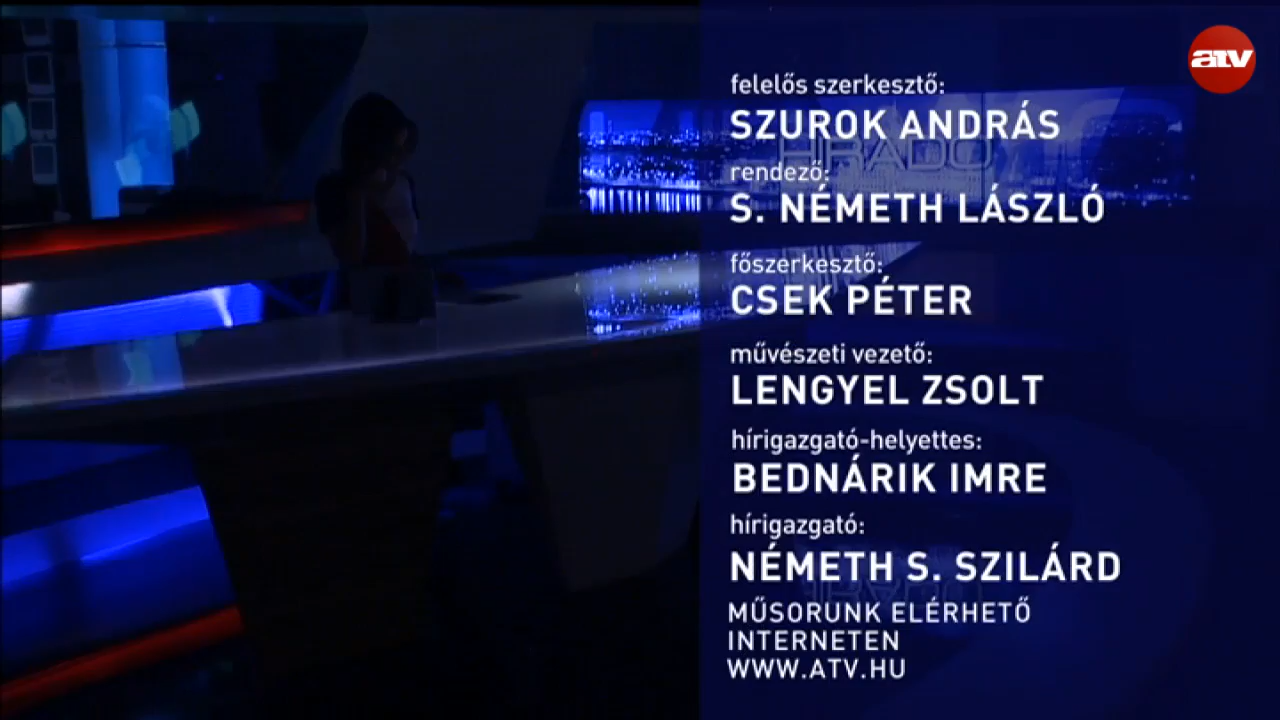 atv
felelős szerkesztő:
SZUROK ANDRÁS
HÍRADÓ
rendező:
S. NÉMETH LÁSZLÓ
főszerkesztő:
CSEK PÉTER
művészeti vezető:
LENGYEL ZSOLT
hírigazgató-helyettes:
BEDNÁRIK IMRE
hírigazgató:
NÉMETH S. SZILÁRD
MŰSORUNK ELÉRHETŐ
INTERNETEN
WWW.ATV.HU